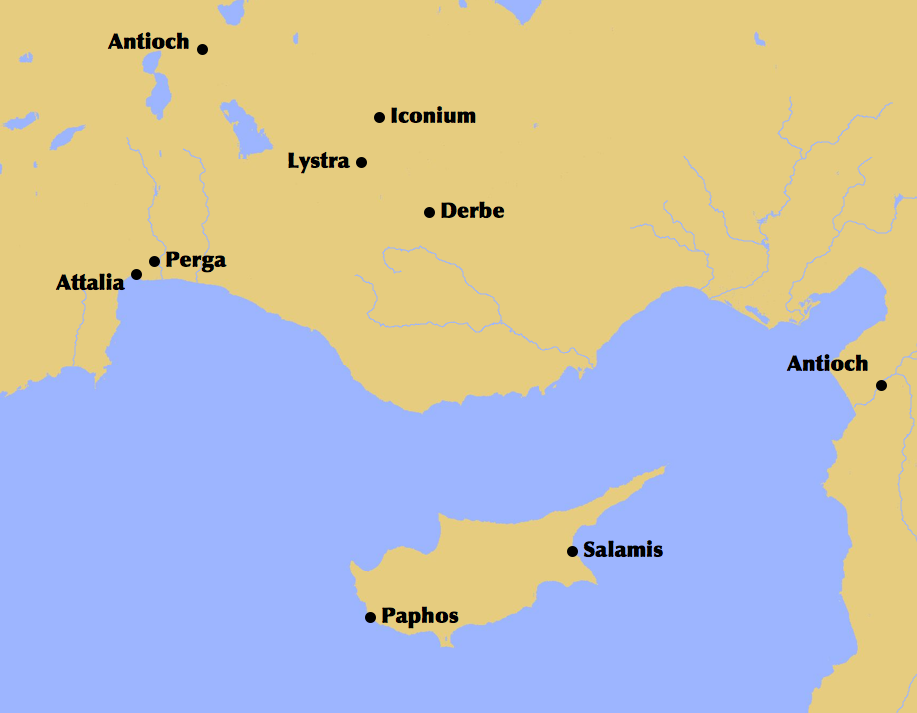 Antioch
Iconium
Lystra
Derbe
Perga
Attalia
Antioch
Salamis
Paphos